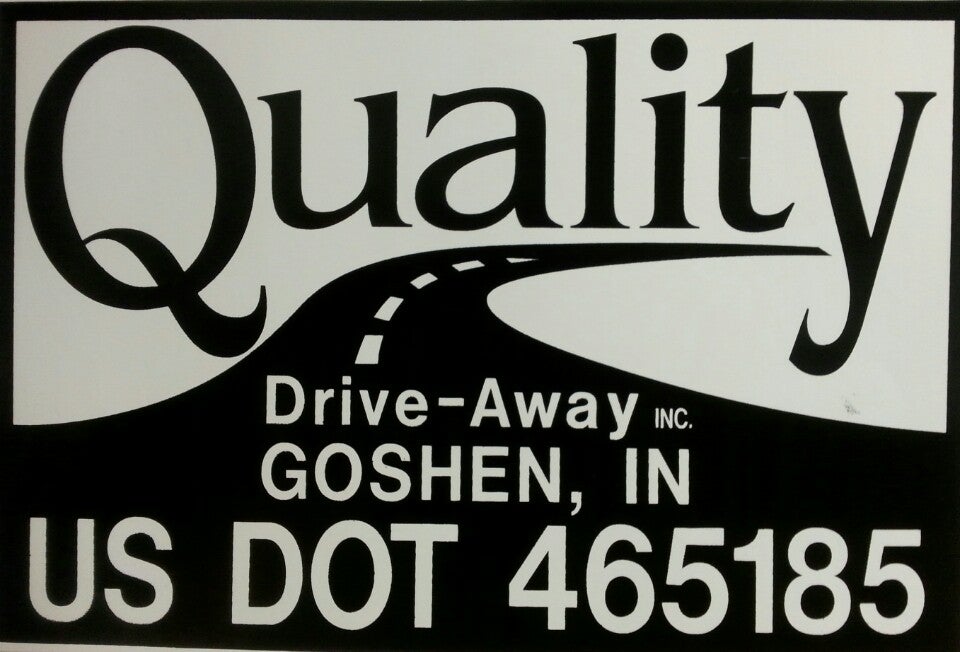 Quality
Drive-Away INC.
GOSHEN, IN
US DOT 465185